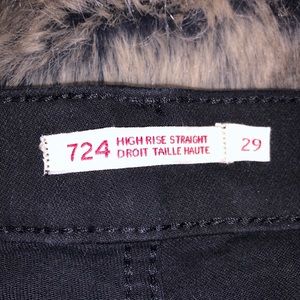 724 HIGH RISE STRAIGHT
DROIT TAILLE HAUTE
29